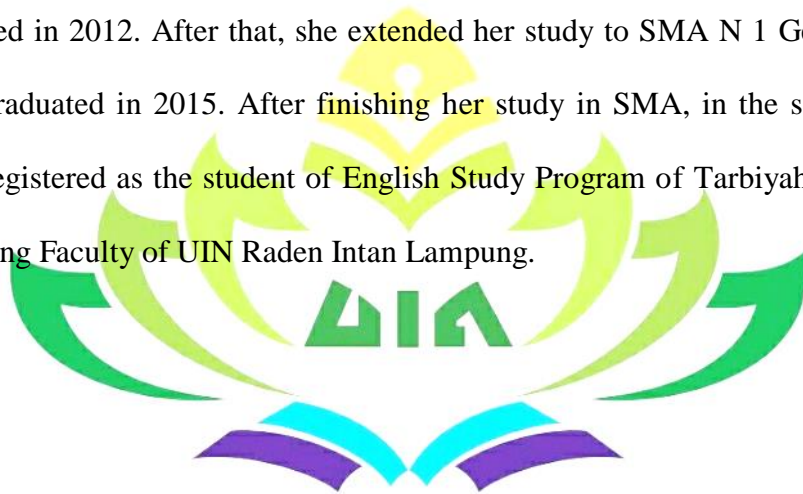 ed in 2012. After that, she extended her study to SMA N 1 G
raduated in 2015. After finishing her study in SMA, in the s
egistered as the student of English Study Program of Tarbiyah
ng Faculty of UIN Raden Intan Lampung.
UIN